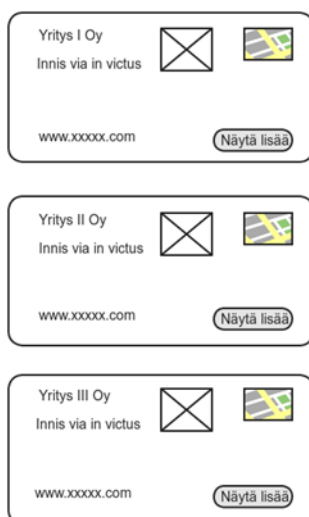 Yritys I Oy
Innis via in victus
www.xxxxx.com
Näytä lisää
Yritys II Oy
Innis via in victus
www.xxxxx.com
Näytä lisää
Yritys III Oy
Innis via in victus
www.xxxxx.com
Näytä lisää